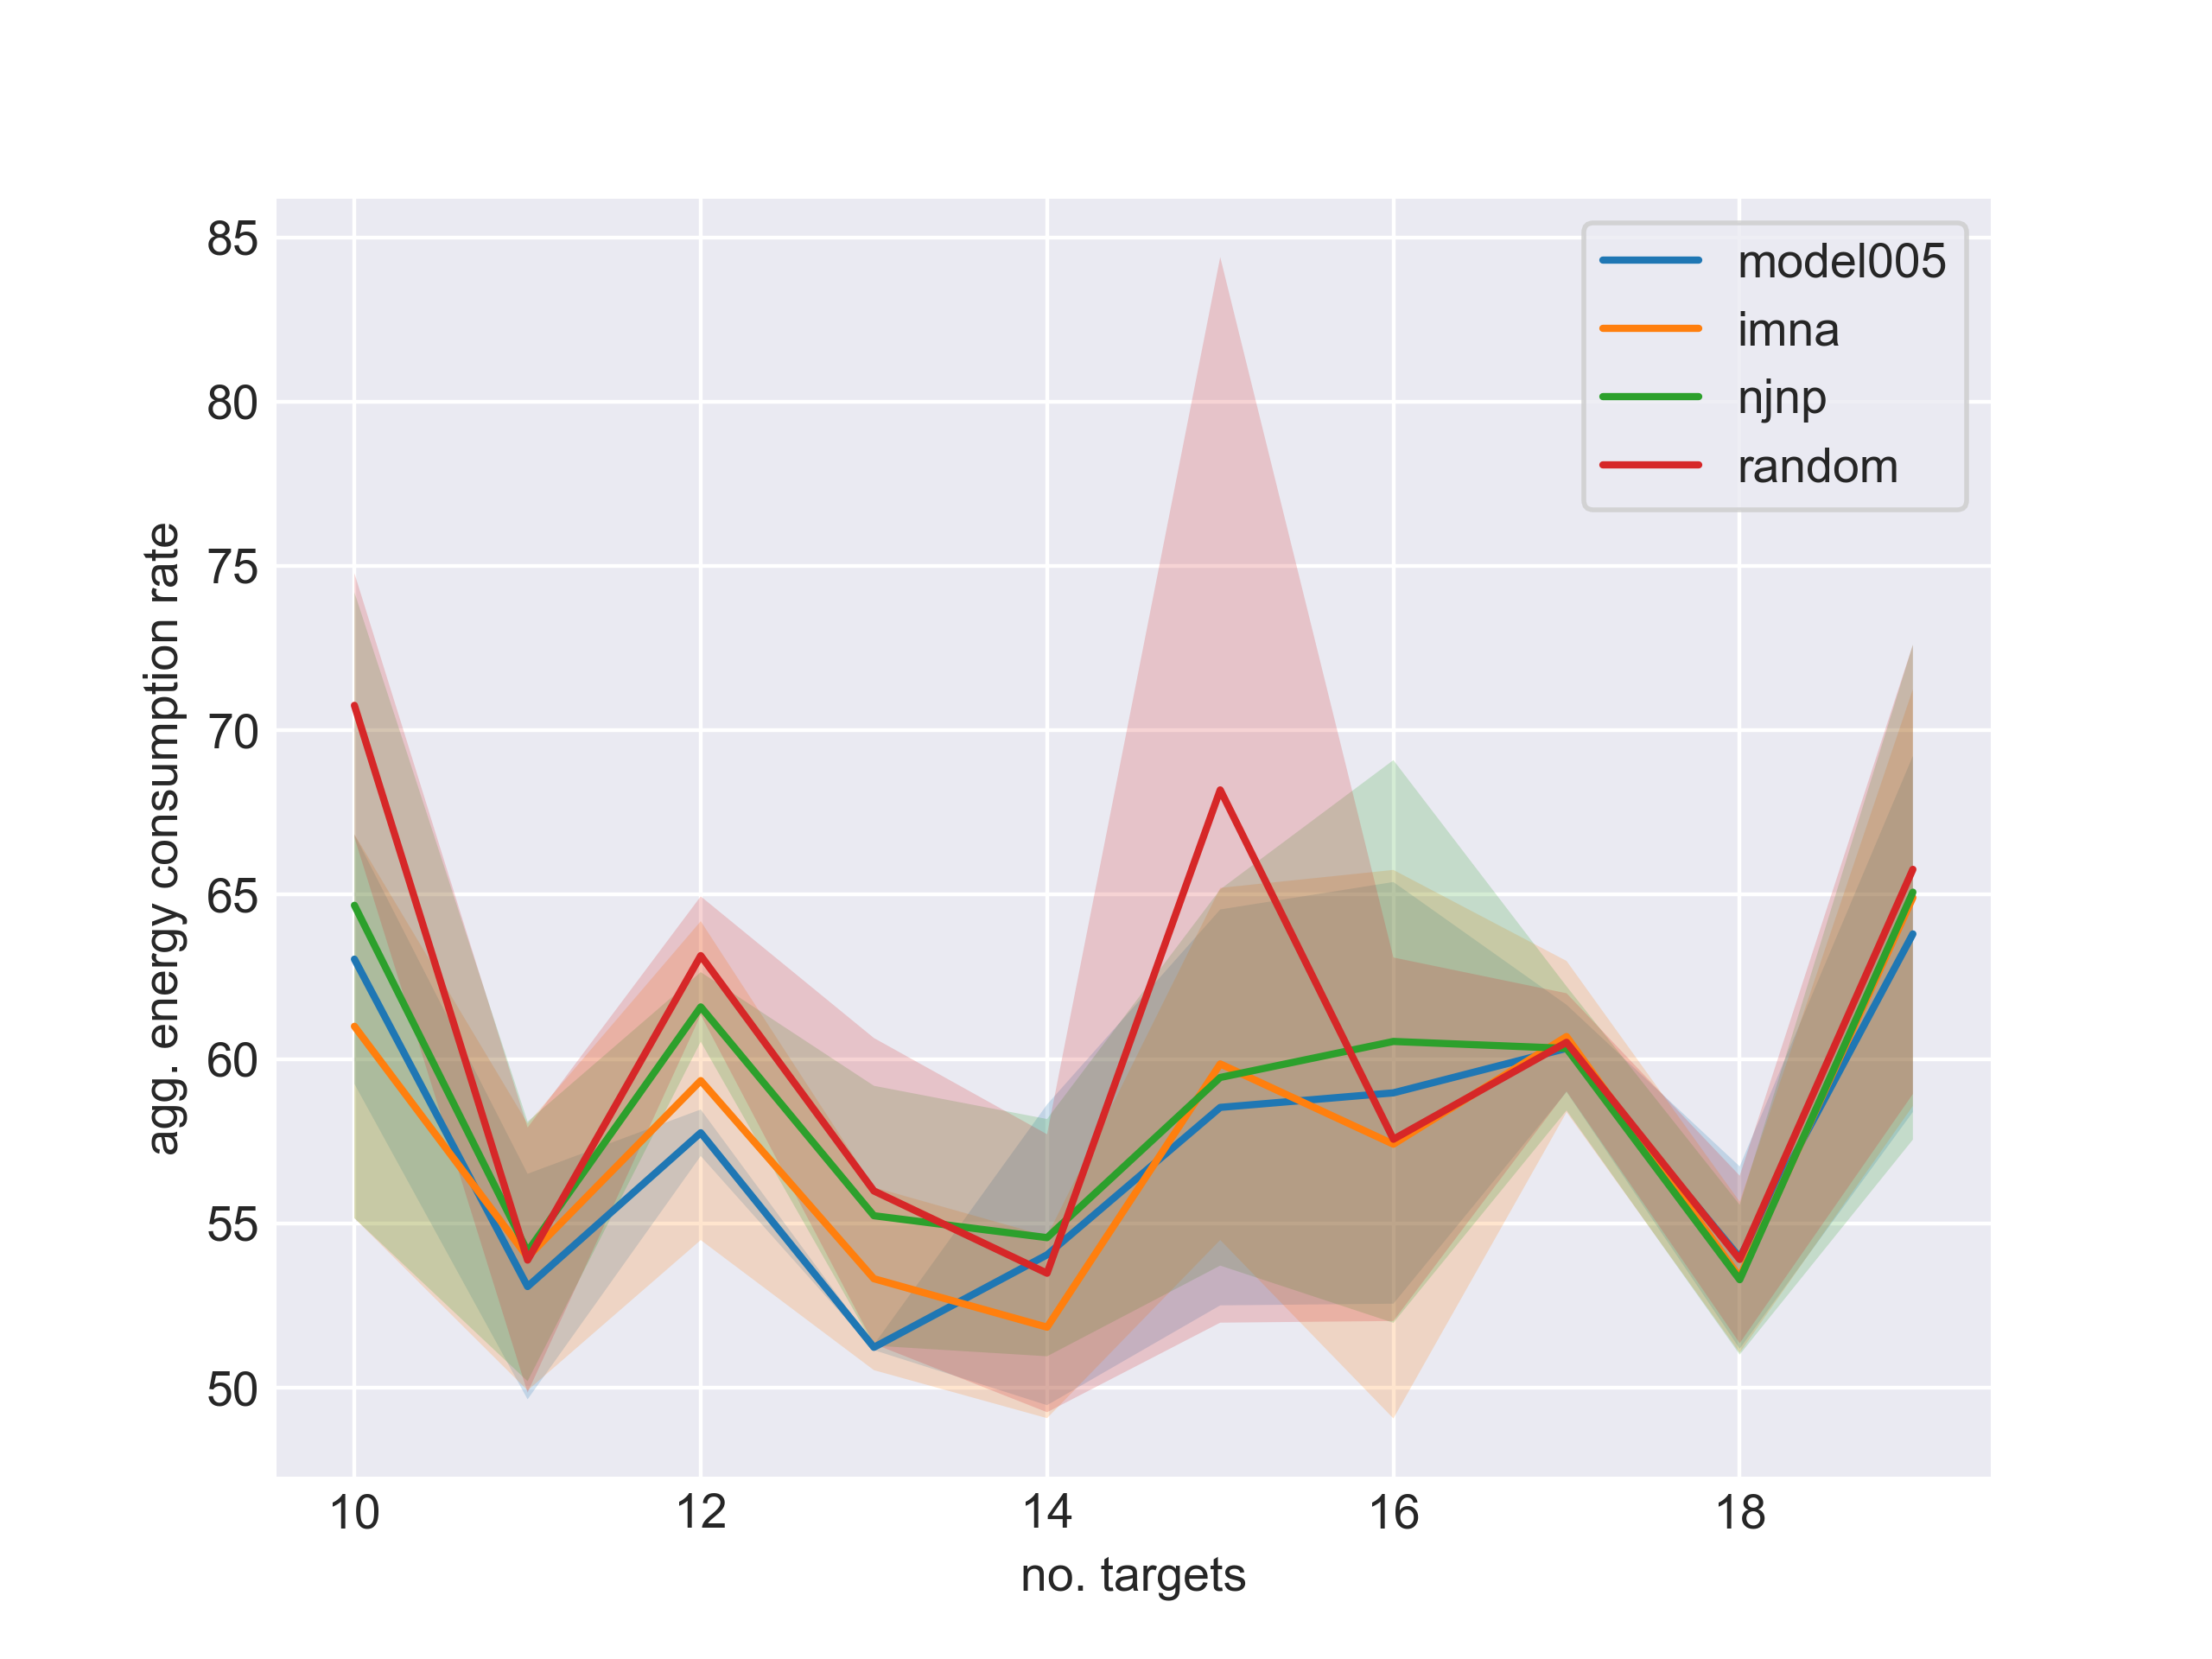 85
80
75
70
65
60
55
50
agg. energy consumption rate
10 12 14 16 18
no. targets
model005
imna
njnp
random